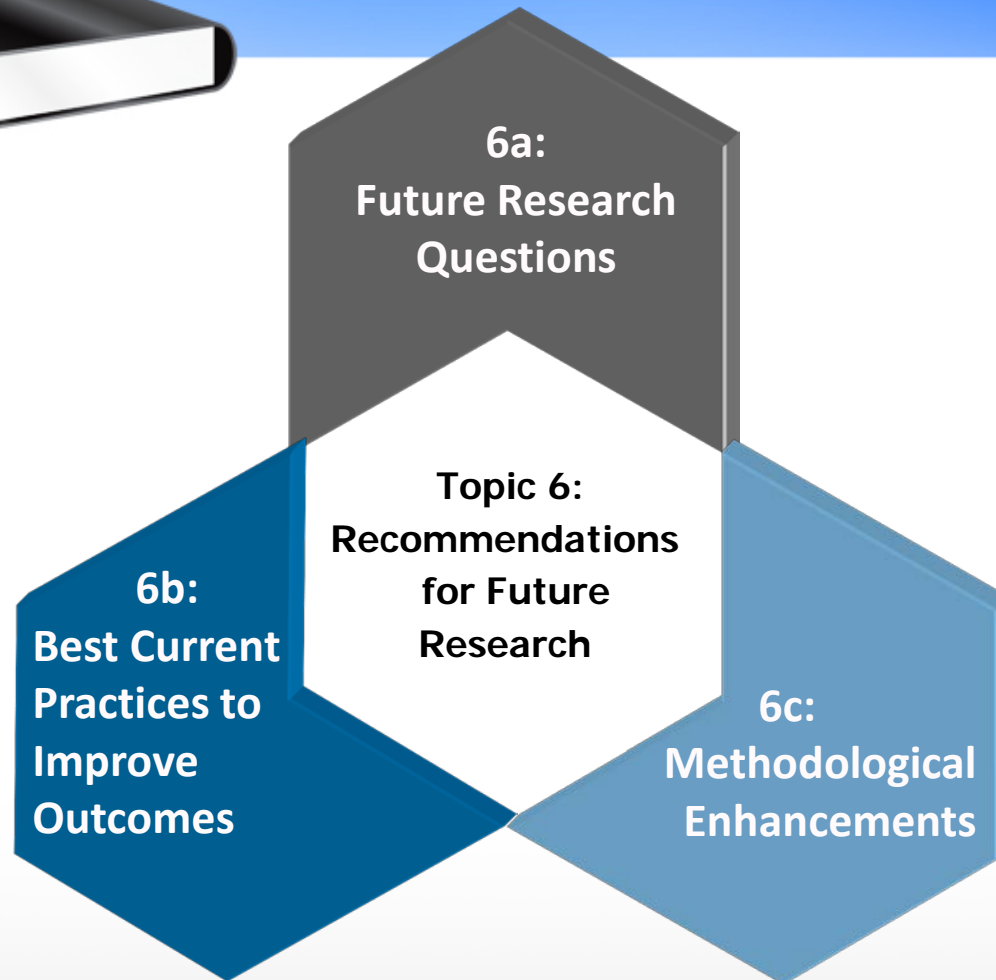 6a:
Future Research
Questions
Topic 6:
Recommendations
for Future
Research
6b:
Best Current
Practices to
Improve
Outcomes
6c:
Methodological
Enhancements